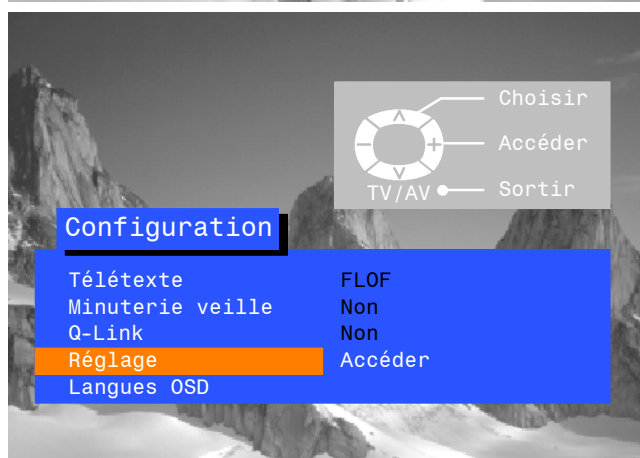 Choisir
Accéder
TV/AV Sortir
Configuration
Télétexte FLOF
Minuterie veille Non
Q-Link Non
Réglage Accéder
Langues OSD